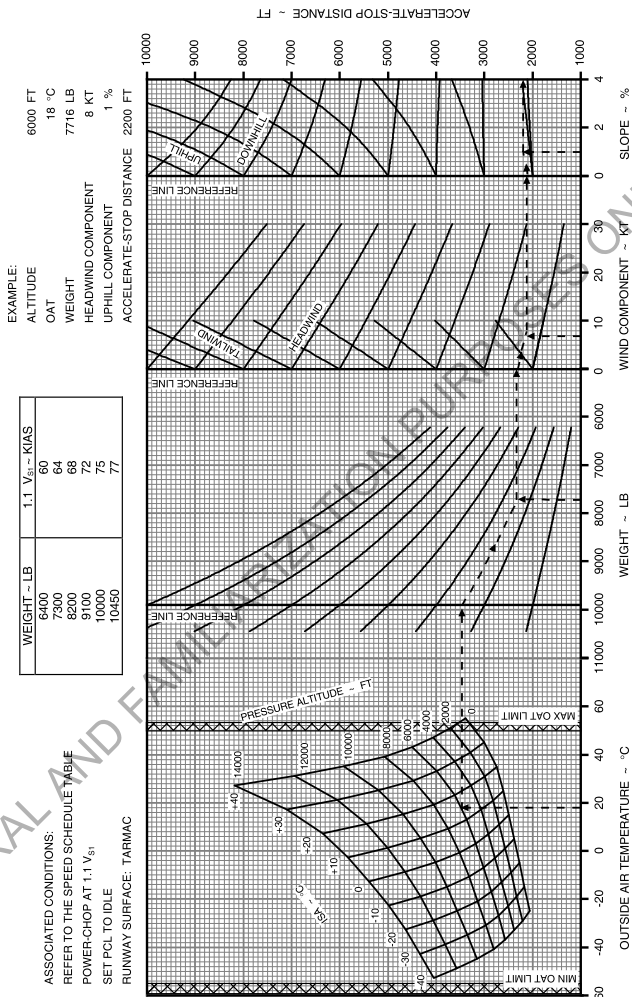 ASSOCIATED CONDITIONS:
REFER TO THE SPEED SCHEDULE TABLE
POWER-CHOP AT 1.1 VS1
SET PCL TO IDLE
RUNWAY SURFACE: TARMAC
WEIGHT ~ LB 1.1 VS1 ~ KIAS
6400 60
7300 64
8200 68
9100 72
10000 75
10450 77
EXAMPLE:
ALTITUDE 6000 FT
OAT 18 °C
WEIGHT 7716 LB
HEADWIND COMPONENT 8 KT
UPHILL COMPONENT 1 %
ACCELERATE-STOP DISTANCE 2200 FT
MIN OAT LIMIT
MAX OAT LIMIT
ISA ~ °C
+40
+30
+20
+10
0
-10
-20
-30
-40
PRESSURE ALTITUDE ~ FT
14000
12000
10000
8000
6000
4000
2000
0
REFERENCE LINE
REFERENCE LINE
TAILWIND
HEADWIND
REFERENCE LINE
UPHILL
DOWNHILL
10000
9000
8000
7000
6000
5000
4000
3000
2000
1000
ACCELERATE-STOP DISTANCE ~ FT
-40 -20 0 20 40 60
OUTSIDE AIR TEMPERATURE ~ °C
11000 10000 9000 8000 7000 6000
WEIGHT ~ LB
0 10 20 30
WIND COMPONENT ~ KT
0 2 4
SLOPE ~ %
AND FAMILIARIZATION PURPOSES